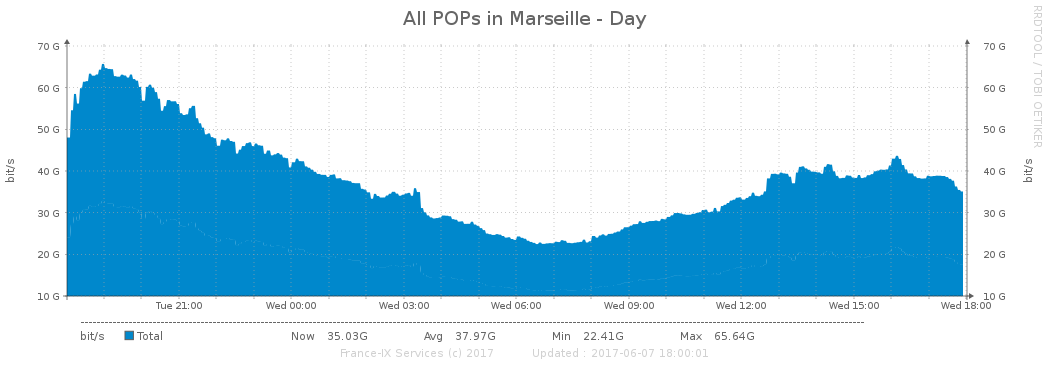 All POPs in Marseille - Day
RRDTOOL / TOBI OETIKER
bit/s
bit/s
70 G 70 G
60 G 60 G
50 G 50 G
40 G 40 G
30 G 30 G
20 G 20 G
10 G 10 G
Tue 21:00 Wed 00:00 Wed 03:00 Wed 06:00 Wed 09:00 Wed 12:00 Wed 15:00 Wed 18:00
bit/s Total Now 35.03G Avg 37.97G Min 22.41G Max 65.64G
France-IX Services (c) 2017 Updated : 2017-06-07 18:00:01